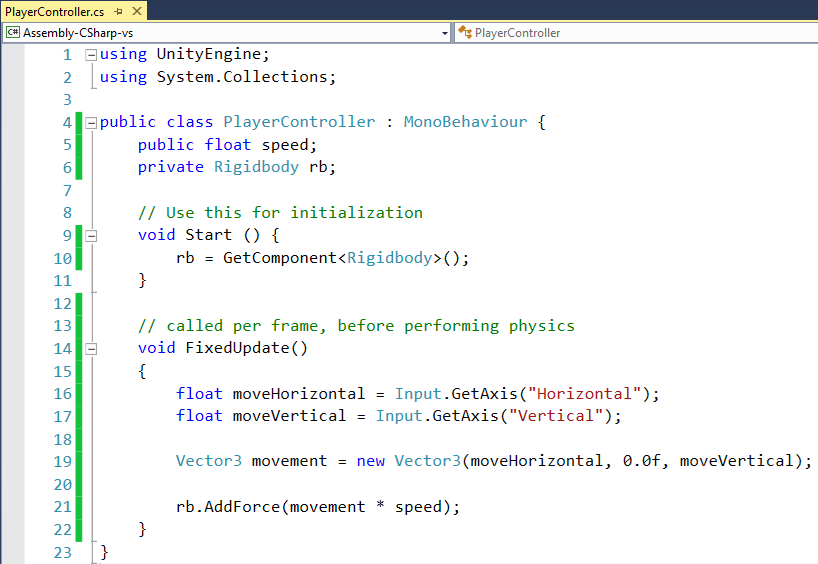 PlayerController.cs
C# Assembly-CSharp-vs PlayerController
1 using UnityEngine;
2 using System.Collections;
3
4 public class PlayerController : MonoBehaviour {
5     public float speed;
6     private Rigidbody rb;
7
8     // Use this for initialization
9     void Start () {
10         rb = GetComponent<Rigidbody>();
11     }
12
13     // called per frame, before performing physics
14     void FixedUpdate()
15     {
16         float moveHorizontal = Input.GetAxis("Horizontal");
17         float moveVertical = Input.GetAxis("Vertical");
18
19         Vector3 movement = new Vector3(moveHorizontal, 0.0f, moveVertical);
20
21         rb.AddForce(movement * speed);
22     }
23 }